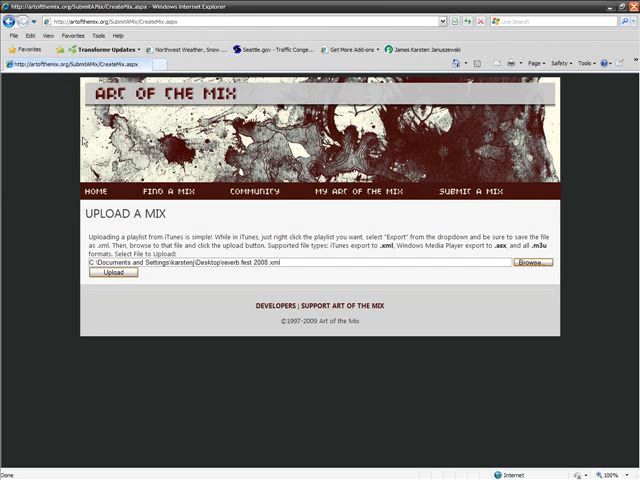 http://artofthemix.org/SubmitAMix/CreateMix.aspx - Windows Internet Explorer
http://artofthemix.org/SubmitAMix/CreateMix.aspx
Live Search
File Edit View Favorites Tools Help
Favorites Transformr Updates Northwest Weather, Snow ... Seattle.gov - Traffic Conge... Get More Add-ons James Karsten Januszewski
http://artofthemix.org/SubmitAMix/CreateMix.aspx
Page Safety Tools
ART OF THE MIX
HOME FIND A MIX COMMUNITY MY ART OF THE MIX SUBMIT A MIX
UPLOAD A MIX
Uploading a playlist from iTunes is simple! While in iTunes, just right click the playlist you want, select "Export" from the dropdown and be sure to save the file
as .xml. Then, browse to that file and click the upload button. Supported file types: iTunes export to .xml, Windows Media Player export to .asx, and all .m3u
formats. Select File to Upload:
C:\Documents and Settings\karstenj\Desktop\reverb fest 2008.xml Browse...
Upload
DEVELOPERS | SUPPORT ART OF THE MIX
©1997-2009 Art of the Mix
Done Internet 100%